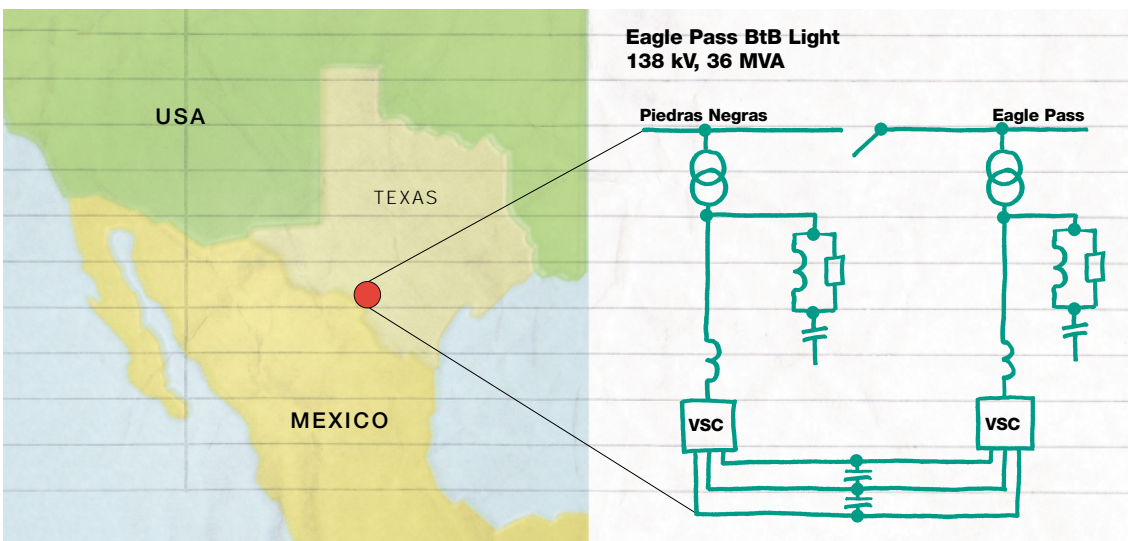 USA
TEXAS
MEXICO
Eagle Pass BtB Light
138 kV, 36 MVA
Piedras Negras
Eagle Pass
VSC
VSC